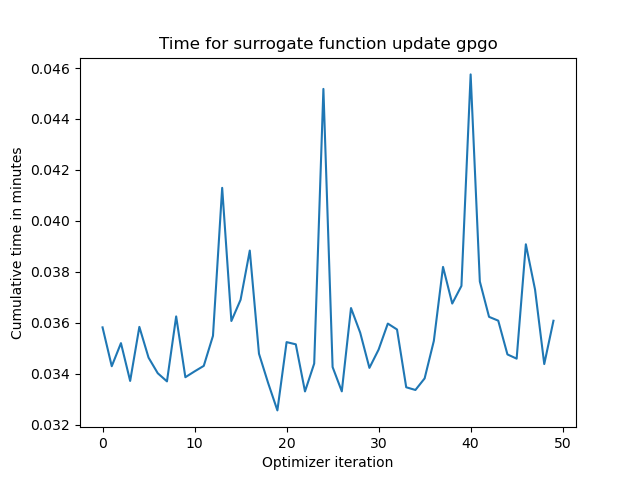 Time for surrogate function update gpgo
0.046
0.044
0.042
0.040
0.038
0.036
0.034
0.032
Cumulative time in minutes
0 10 20 30 40 50
Optimizer iteration